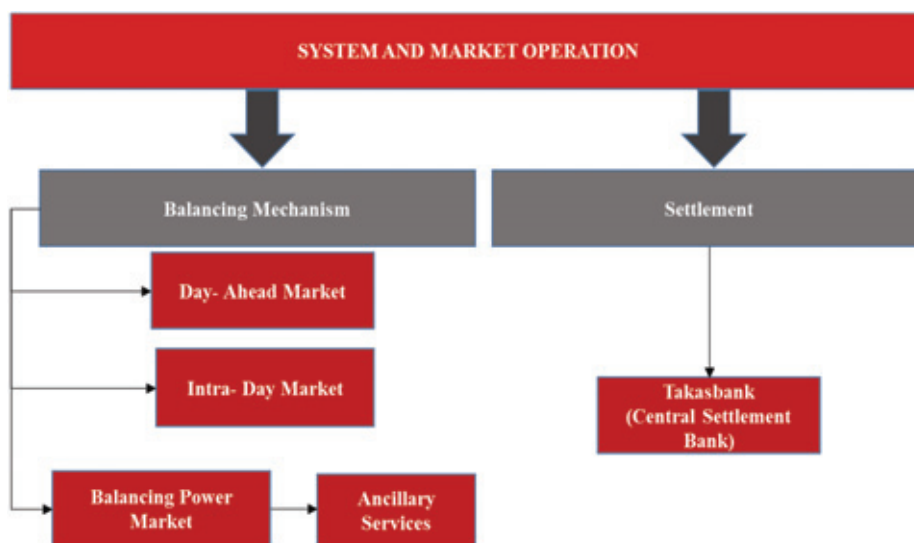 SYSTEM AND MARKET OPERATION
Balancing Mechanism
Settlement
Day- Ahead Market
Intra- Day Market
Takasbank
(Central Settlement
Bank)
Balancing Power
Market
Ancillary
Services